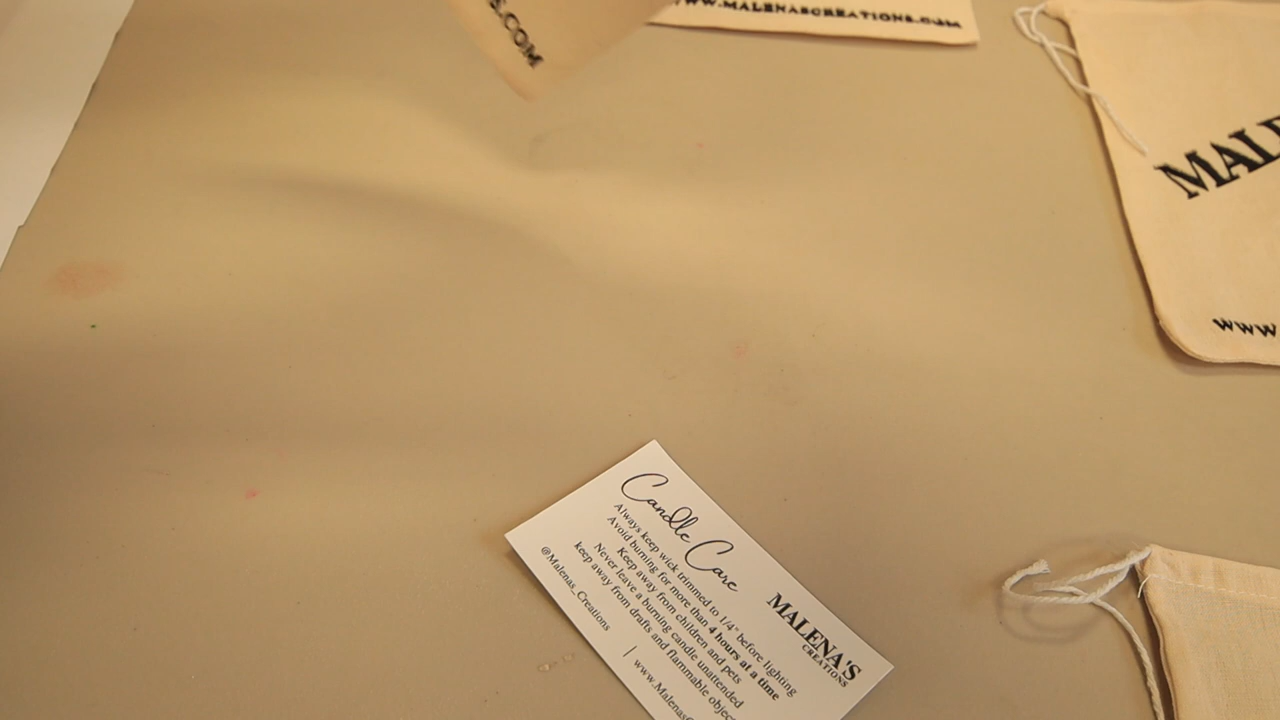 S.COM
WWW.MALENASCREATIONS.COM
MALE
www
Candle Care
Always keep wick trimmed to 1/4" before lighting
Avoid burning for more than 4 hours at a time
Keep away from children and pets
Never leave a burning candle unattended
keep away from drafts and flammable objec
@Malenas_Creations | www.Malenas
MALENA'S
CREATIONS